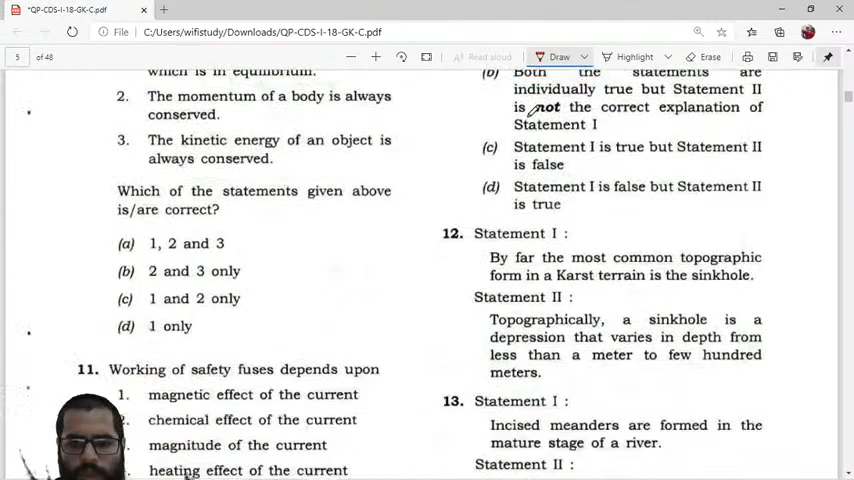 *QP-CDS-I-18-GK-C.pdf
C:/Users/wifistudy/Downloads/QP-CDS-I-18-GK-C.pdf
5 of 48
Read aloud
Draw
Highlight
Erase
which is in equilibrium.
2. The momentum of a body is always
conserved.
3. The kinetic energy of an object is
always conserved.
Which of the statements given above
is/are correct?
(a) 1, 2 and 3
(b) 2 and 3 only
(c) 1 and 2 only
(d) 1 only
11. Working of safety fuses depends upon
1. magnetic effect of the current
2. chemical effect of the current
magnitude of the current
heating effect of the current
(b) Both the statements are
individually true but Statement II
is not the correct explanation of
Statement I
(c) Statement I is true but Statement II
is false
(d) Statement I is false but Statement II
is true
12. Statement I :
By far the most common topographic
form in a Karst terrain is the sinkhole.
Statement II :
Topographically, a sinkhole is a
depression that varies in depth from
less than a meter to few hundred
meters.
13. Statement I :
Incised meanders are formed in the
mature stage of a river.
Statement II :